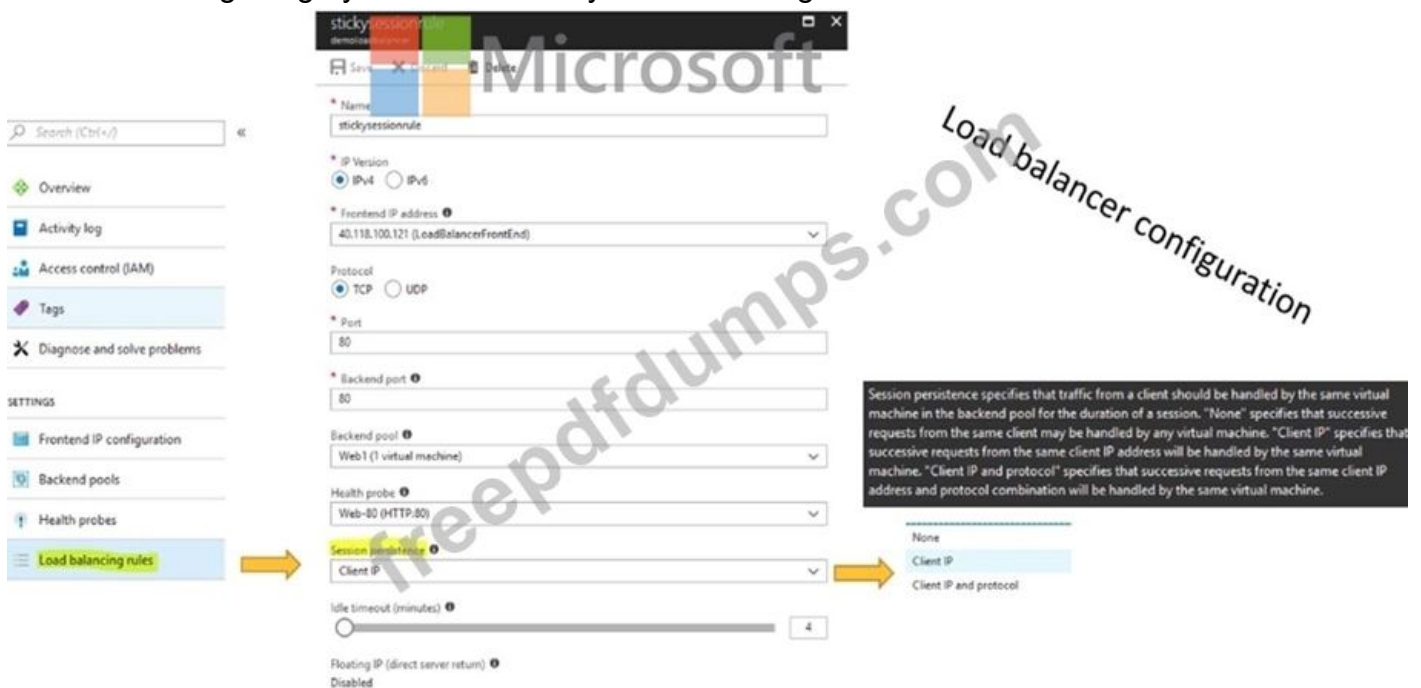 stickysessionrule
demoloadbalancer
Save Discard Delete
Microsoft
* Name
stickysessionrule
* IP Version
IPv4 IPv6
* Frontend IP address
40.118.100.121 (LoadBalancerFrontEnd)
Protocol
TCP UDP
* Port
80
* Backend port
80
Backend pool
Web1 (1 virtual machine)
Health probe
Web-80 (HTTP:80)
Session persistence
Client IP
Idle timeout (minutes)
4
Floating IP (direct server return)
Disabled
Search (Ctrl+/)
Overview
Activity log
Access control (IAM)
Tags
Diagnose and solve problems
SETTINGS
Frontend IP configuration
Backend pools
Health probes
Load balancing rules
Load balancer configuration
Session persistence specifies that traffic from a client should be handled by the same virtual
machine in the backend pool for the duration of a session. "None" specifies that successive
requests from the same client may be handled by any virtual machine. "Client IP" specifies that
successive requests from the same client IP address will be handled by the same virtual
machine. "Client IP and protocol" specifies that successive requests from the same client IP
address and protocol combination will be handled by the same virtual machine.
None
Client IP
Client IP and protocol
freepdfdumps.com